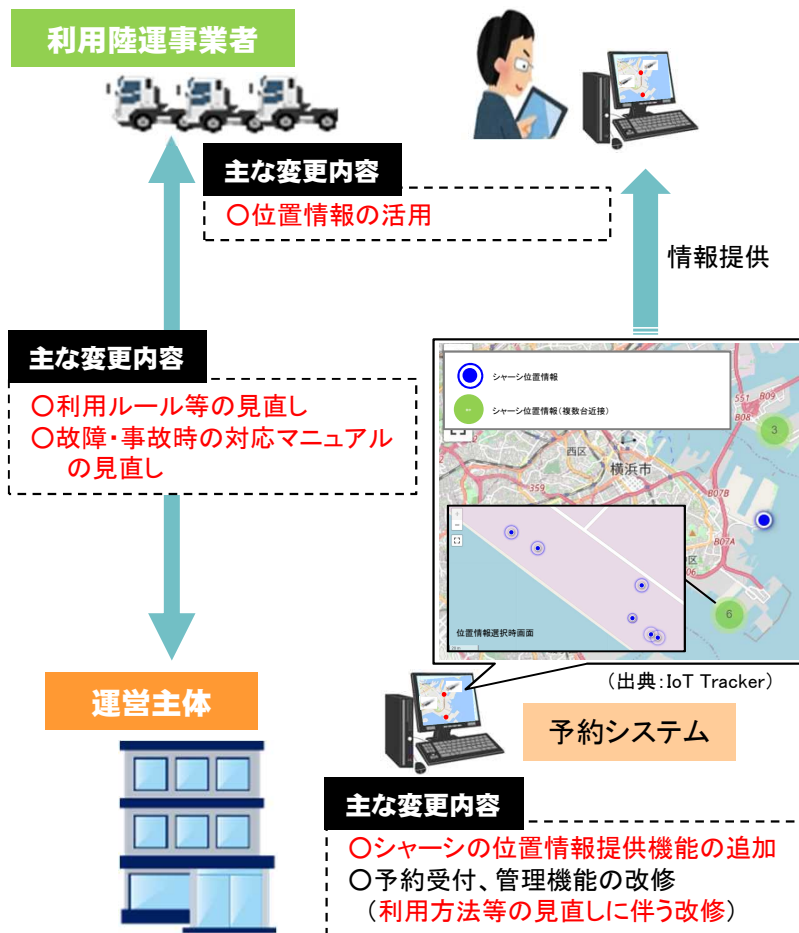 利用陸運事業者
主な変更内容
〇位置情報の活用
情報提供
主な変更内容
〇利用ルール等の見直し
〇故障・事故時の対応マニュアル
の見直し
シャーシ位置情報
シャーシ位置情報(複数台近接)
551 B09
B08
3
西区
横浜市
359
B07B
B07A
区
06
6
位置情報選択時画面
(出典:IoT Tracker)
運営主体
予約システム
主な変更内容
〇シャーシの位置情報提供機能の追加
〇予約受付、管理機能の改修
(利用方法等の見直しに伴う改修)